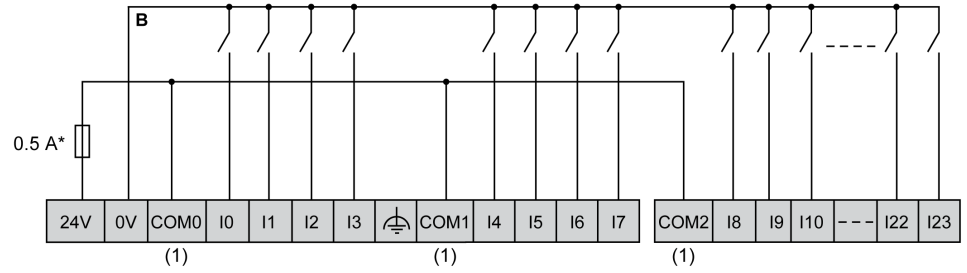 B
0.5 A*
24V 0V COM0 I0 I1 I2 I3 COM1 I4 I5 I6 I7 COM2 I8 I9 I10 I22 I23
(1) (1) (1)